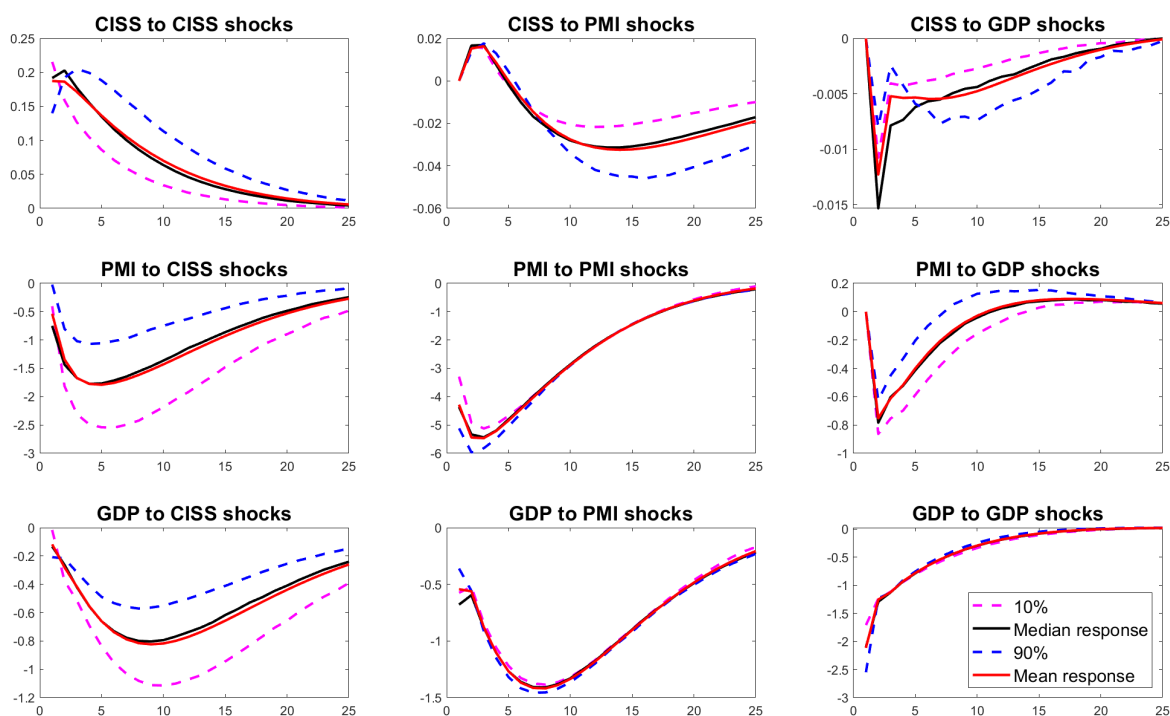 CISS to CISS shocks
0.25
0.2
0.15
0.1
0.05
0
0 5 10 15 20 25
CISS to PMI shocks
0.02
0
-0.02
-0.04
-0.06
0 5 10 15 20 25
CISS to GDP shocks
0
-0.005
-0.01
-0.015
0 5 10 15 20 25
PMI to CISS shocks
0
-0.5
-1
-1.5
-2
-2.5
-3
0 5 10 15 20 25
PMI to PMI shocks
0
-1
-2
-3
-4
-5
-6
0 5 10 15 20 25
PMI to GDP shocks
0.2
0
-0.2
-0.4
-0.6
-0.8
-1
0 5 10 15 20 25
GDP to CISS shocks
0
-0.2
-0.4
-0.6
-0.8
-1
-1.2
0 5 10 15 20 25
GDP to PMI shocks
0
-0.5
-1
-1.5
0 5 10 15 20 25
GDP to GDP shocks
0
-0.5
-1
-1.5
-2
-2.5
-3
0 5 10 15 20 25
10%
Median response
90%
Mean response